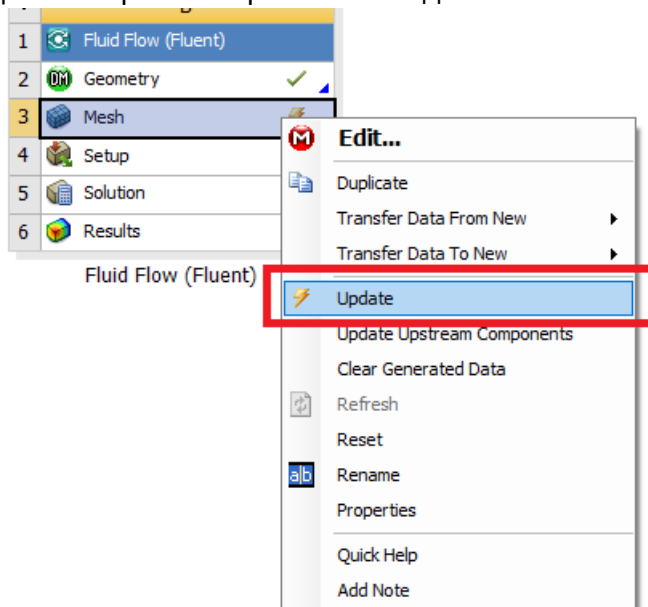 1 Fluid Flow (Fluent)
2 DM Geometry
3 Mesh
4 Setup
5 Solution
6 Results
Fluid Flow (Fluent)
Edit...
Duplicate
Transfer Data From New
Transfer Data To New
Update
Update Upstream Components
Clear Generated Data
Refresh
Reset
a|b Rename
Properties
Quick Help
Add Note